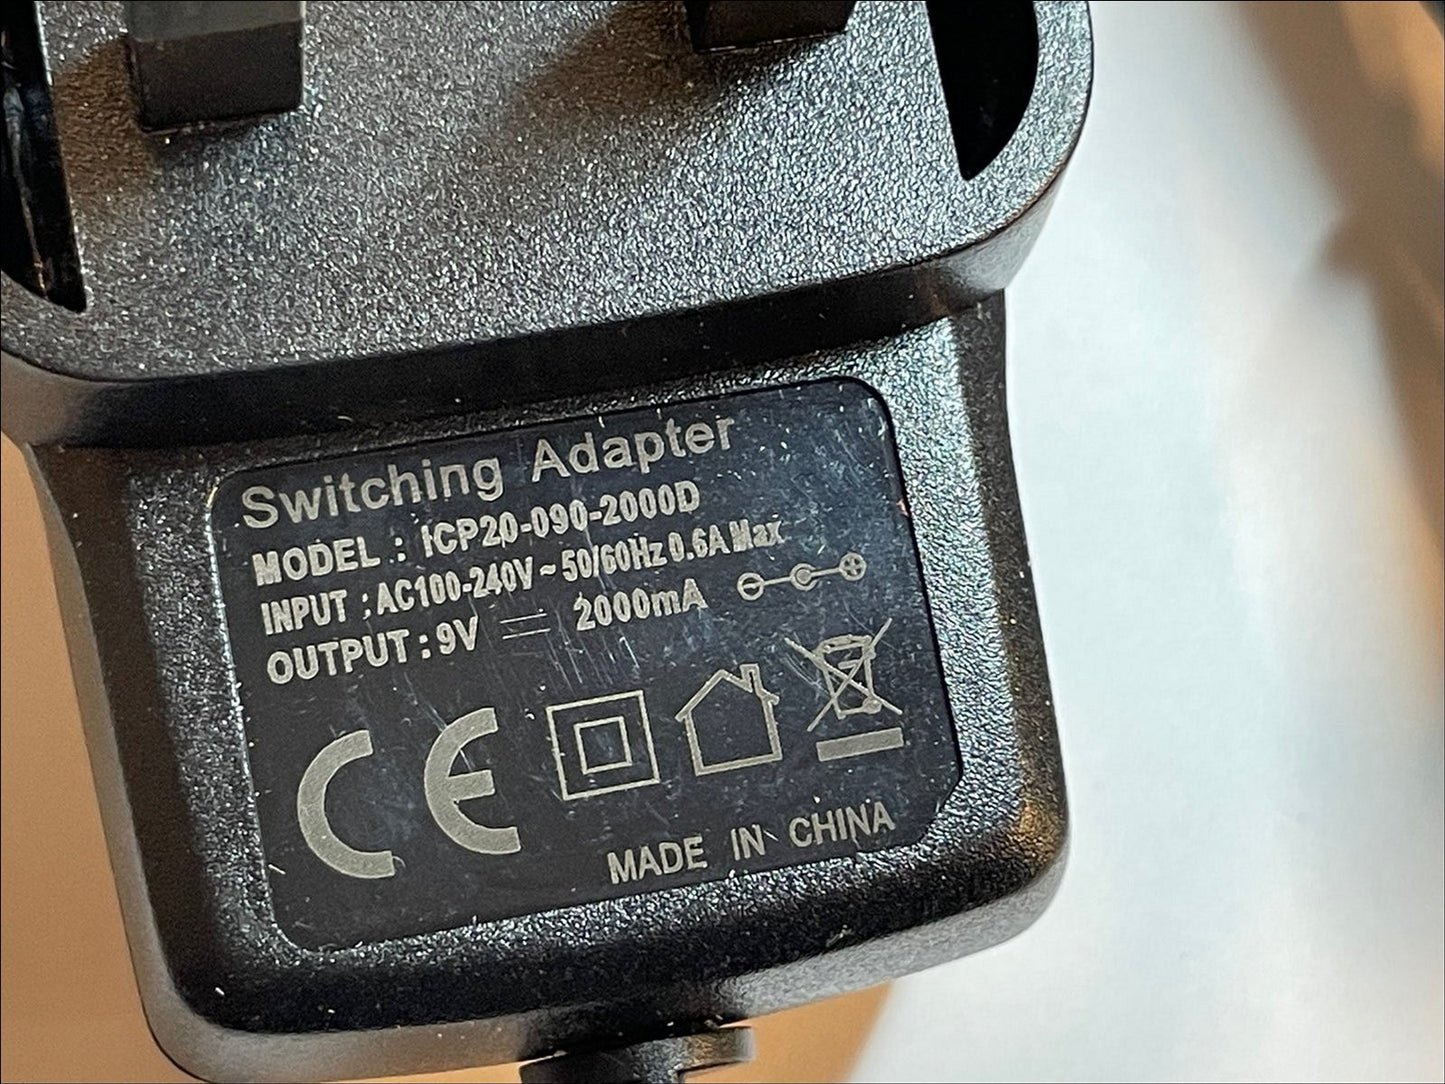 Switching Adapter
MODEL : ICP20-090-2000D
INPUT : AC100-240V ~ 50/60Hz 0.6A Max
OUTPUT : 9V ⎓ 2000mA
CE
MADE IN CHINA